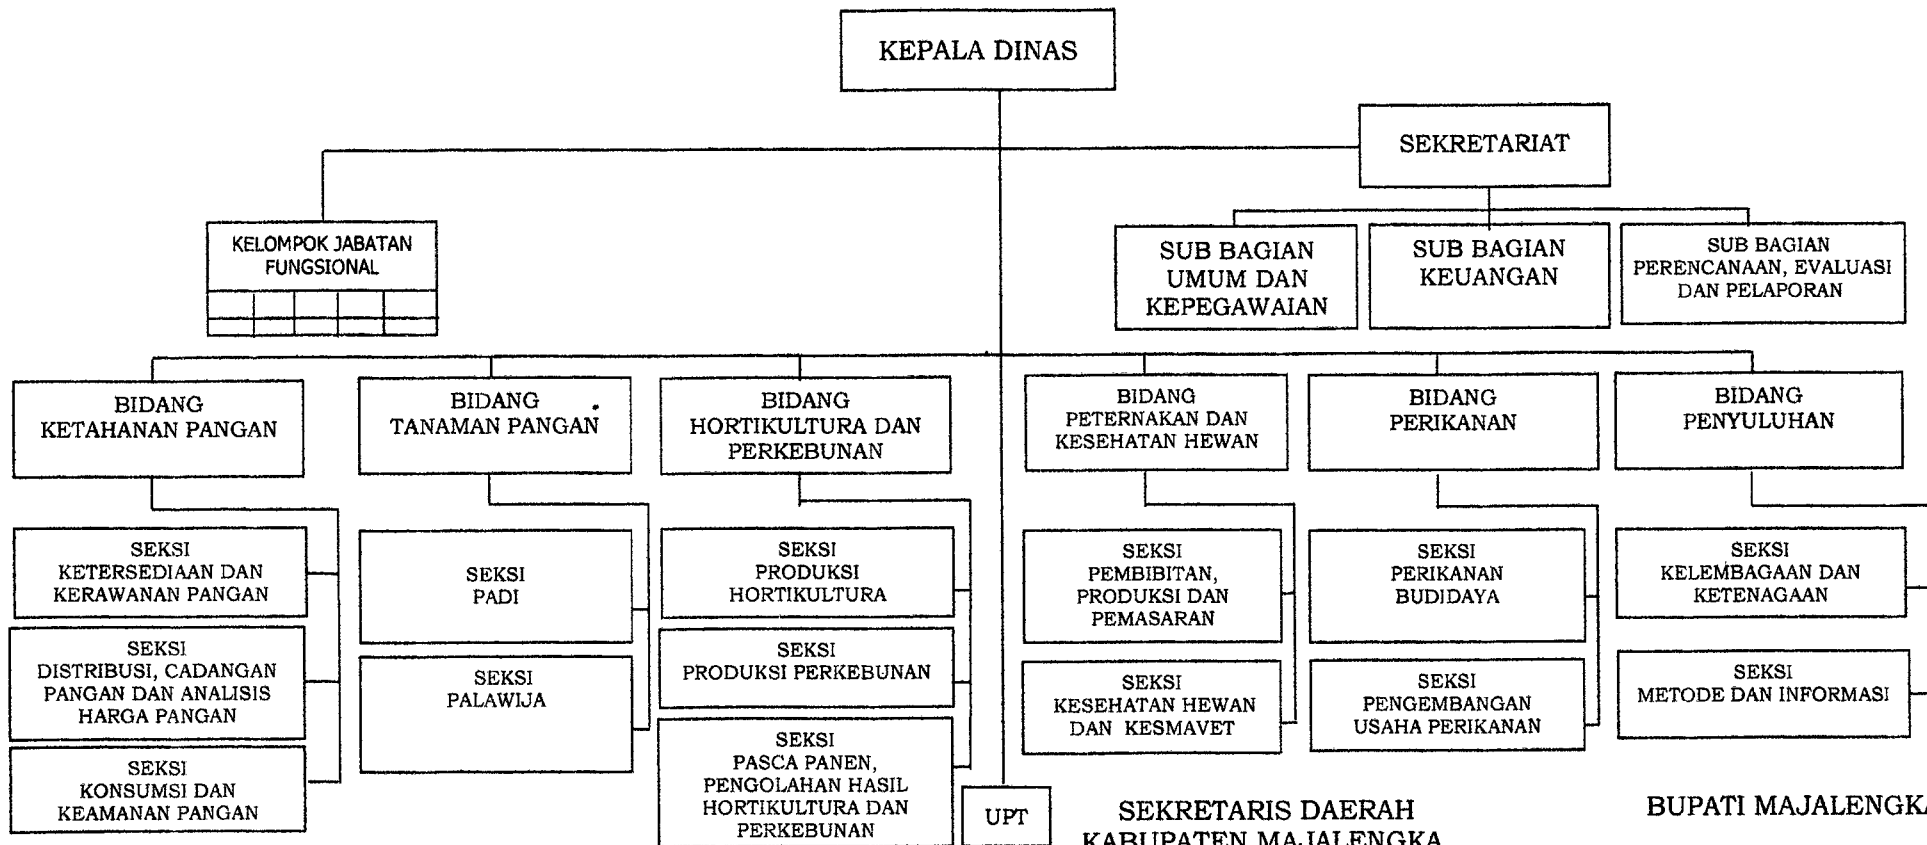 KEPALA DINAS
SEKRETARIAT
KELOMPOK JABATAN
FUNGSIONAL
SUB BAGIAN
UMUM DAN
KEPEGAWAIAN
SUB BAGIAN
KEUANGAN
SUB BAGIAN
PERENCANAAN, EVALUASI
DAN PELAPORAN
BIDANG
KETAHANAN PANGAN
BIDANG
TANAMAN PANGAN
BIDANG
HORTIKULTURA DAN
PERKEBUNAN
BIDANG
PETERNAKAN DAN
KESEHATAN HEWAN
BIDANG
PERIKANAN
BIDANG
PENYULUHAN
SEKSI
KETERSEDIAAN DAN
KERAWANAN PANGAN
SEKSI
DISTRIBUSI, CADANGAN
PANGAN DAN ANALISIS
HARGA PANGAN
SEKSI
KONSUMSI DAN
KEAMANAN PANGAN
SEKSI
PADI
SEKSI
PALAWIJA
SEKSI
PRODUKSI
HORTIKULTURA
SEKSI
PRODUKSI PERKEBUNAN
SEKSI
PASCA PANEN,
PENGOLAHAN HASIL
HORTIKULTURA DAN
PERKEBUNAN
UPT
SEKSI
PEMBIBITAN,
PRODUKSI DAN
PEMASARAN
SEKSI
KESEHATAN HEWAN
DAN KESMAVET
SEKSI
PERIKANAN
BUDIDAYA
SEKSI
PENGEMBANGAN
USAHA PERIKANAN
SEKSI
KELEMBAGAAN DAN
KETENAGAAN
SEKSI
METODE DAN INFORMASI
SEKRETARIS DAERAH
KABUPATEN MAJALENGKA
BUPATI MAJALENGKA